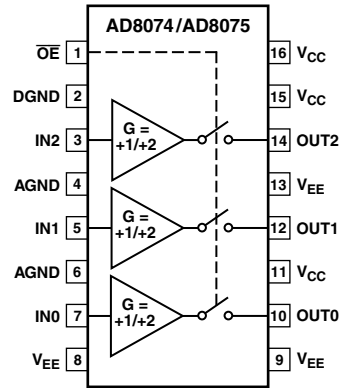 AD8074/AD8075
OE 1
16 VCC
DGND 2
15 VCC
IN2 3
G = +1/+2
14 OUT2
AGND 4
13 VEE
IN1 5
G = +1/+2
12 OUT1
AGND 6
11 VCC
IN0 7
G = +1/+2
10 OUT0
VEE 8
9 VEE